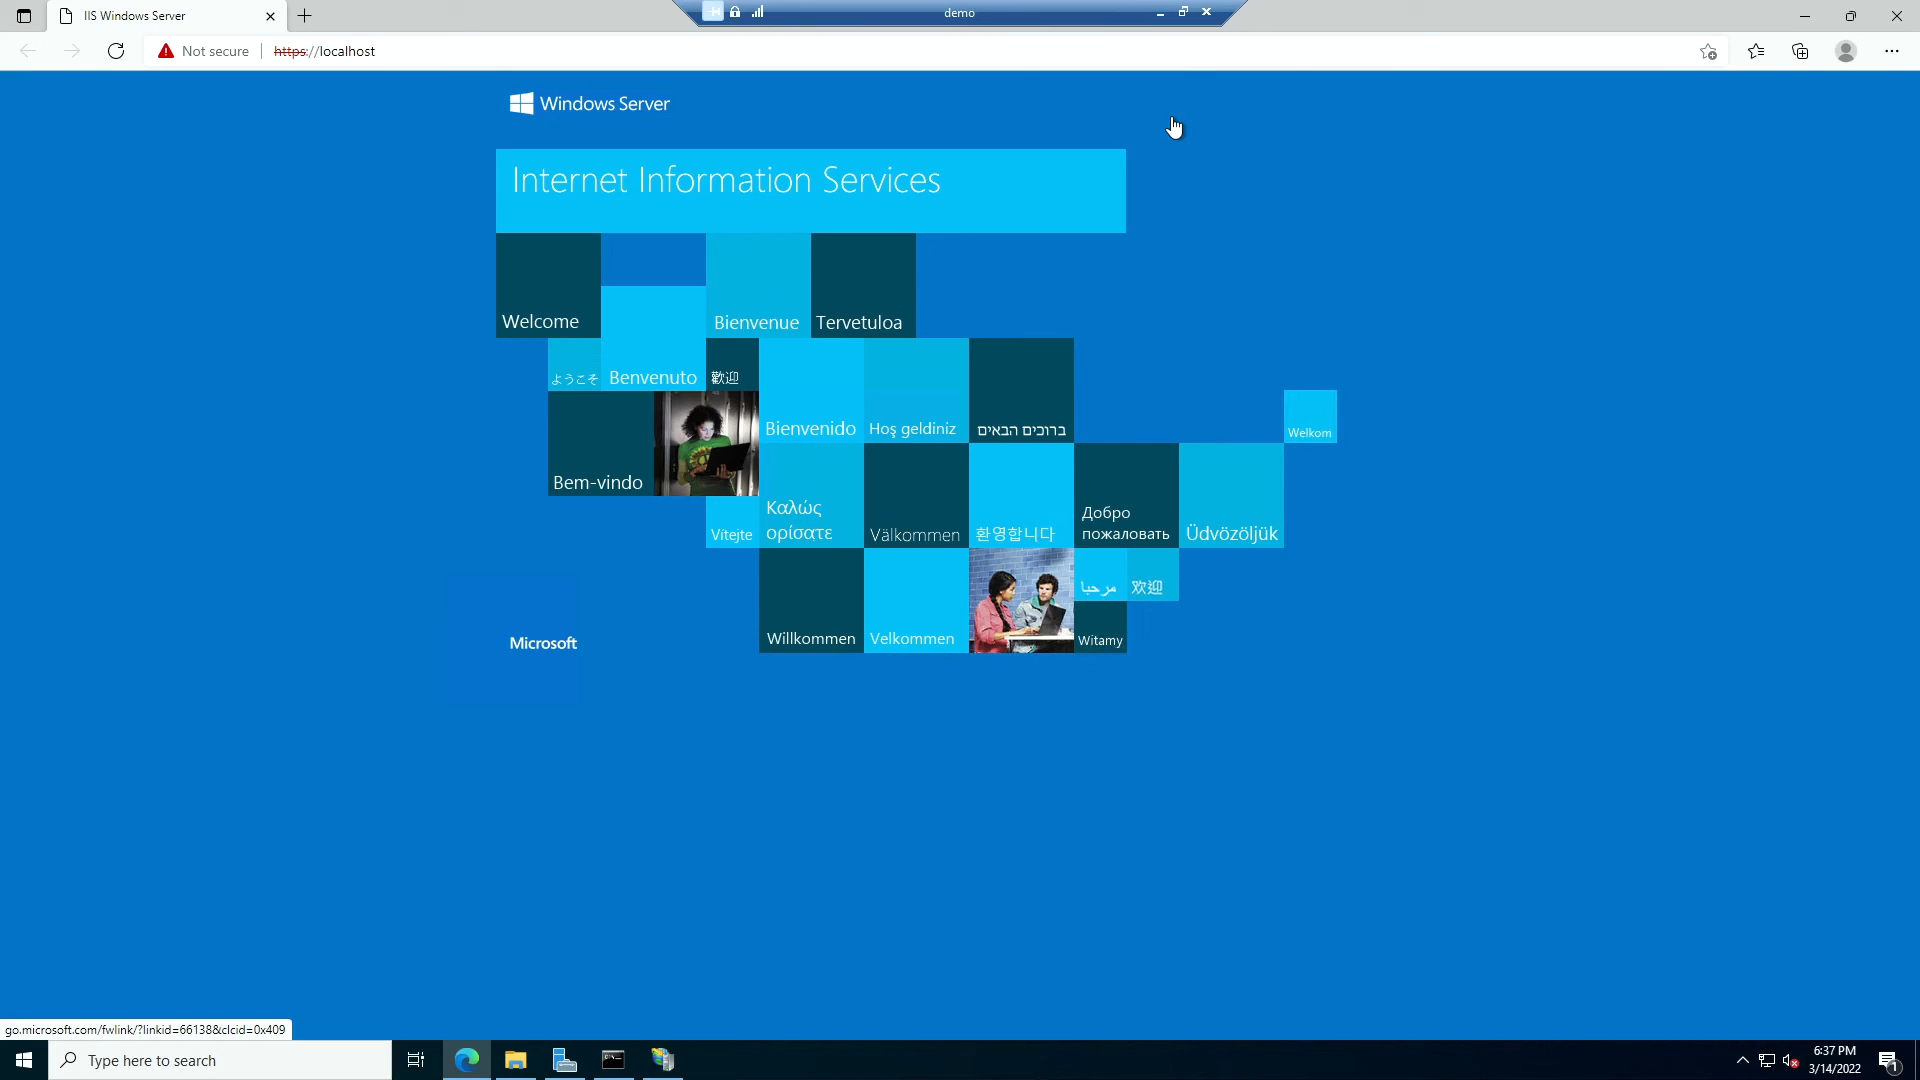 IIS Windows Server
demo
Not secure
https://localhost
Windows Server
Internet Information Services
Welcome
Bienvenue
Tervetuloa
ようこそ
Benvenuto
歡迎
Bienvenido
Hoş geldiniz
ברוכים הבאים
Welkom
Bem-vindo
Vítejte
Καλώς
ορίσατε
Välkommen
환영합니다
Добро
пожаловать
Üdvözöljük
مرحبا
欢迎
Willkommen
Velkommen
Witamy
Microsoft
go.microsoft.com/fwlink/?linkid=66138&clcid=0x409
Type here to search
6:37 PM
3/14/2022
1